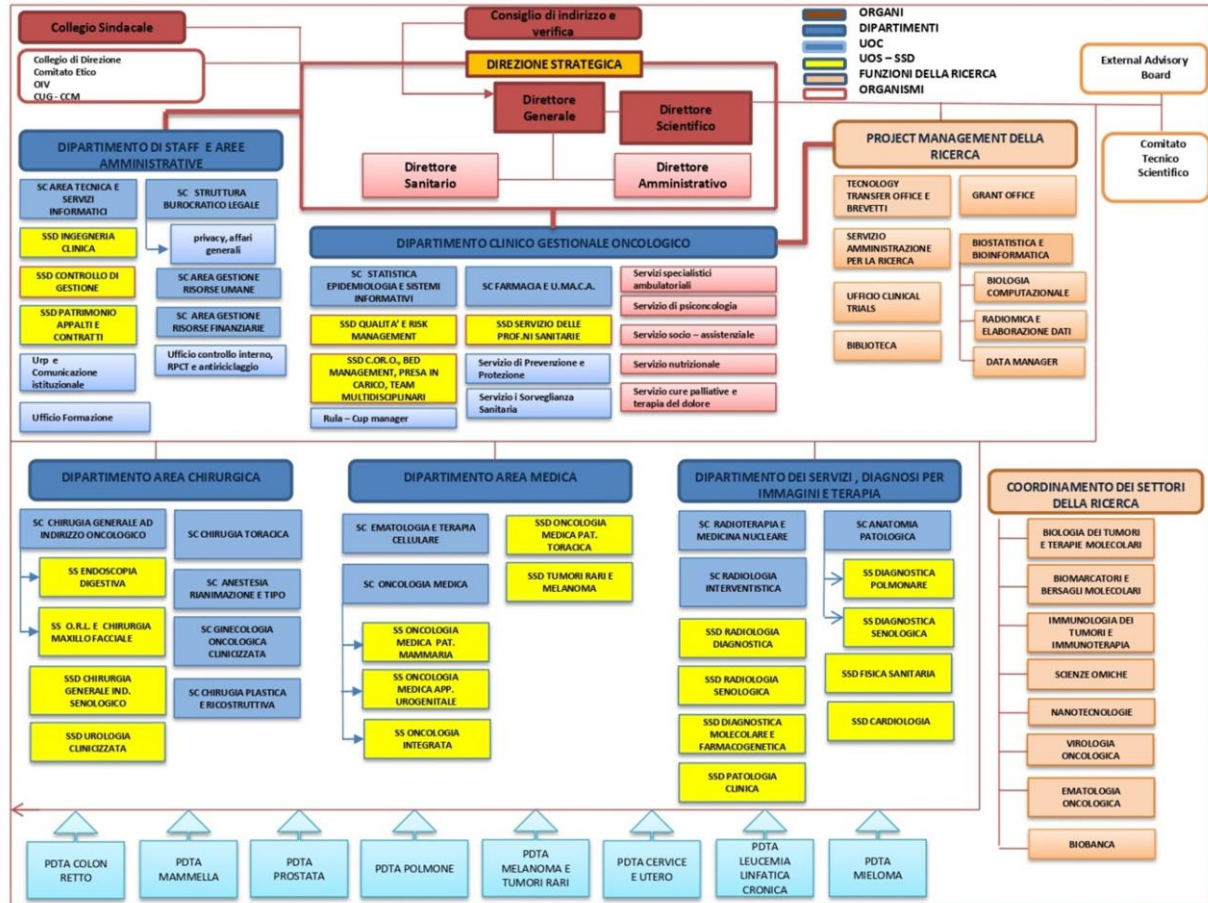 Collegio Sindacale
Collegio di Direzione
Comitato Etico
OIV
CUG - CCM
Consiglio di indirizzo e
verifica
DIREZIONE STRATEGICA
Direttore
Generale
Direttore
Scientifico
Direttore
Sanitario
Direttore
Amministrativo
ORGANI
DIPARTIMENTI
UOC
UOS – SSD
FUNZIONI DELLA RICERCA
ORGANISMI
External Advisory
Board
Comitato
Tecnico
Scientifico
DIPARTIMENTO DI STAFF E AREE
AMMINISTRATIVE
SC AREA TECNICA E
SERVIZI
INFORMATICI
SSD INGEGNERIA
CLINICA
SSD CONTROLLO DI
GESTIONE
SSD PATRIMONIO
APPALTI E
CONTRATTI
Urp e
Comunicazione
istituzionale
Ufficio Formazione
SC STRUTTURA
BUROCRATICO LEGALE
privacy, affari
generali
SC AREA GESTIONE
RISORSE UMANE
SC AREA GESTIONE
RISORSE FINANZIARIE
Ufficio controllo interno,
RPCT e antiriciclaggio
DIPARTIMENTO CLINICO GESTIONALE ONCOLOGICO
SC STATISTICA
EPIDEMIOLOGIA E SISTEMI
INFORMATIVI
SSD QUALITA' E RISK
MANAGEMENT
SSD C.OR.O., BED
MANAGEMENT, PRESA IN
CARICO, TEAM
MULTIDISCIPLINARI
Rula – Cup manager
SC FARMACIA E U.MA.C.A.
SSD SERVIZIO DELLE
PROF.NI SANITARIE
Servizio di Prevenzione e
Protezione
Servizio i Sorveglianza
Sanitaria
Servizi specialistici
ambulatoriali
Servizio di psiconcologia
Servizio socio – assistenziale
Servizio nutrizionale
Servizio cure palliative e
terapia del dolore
PROJECT MANAGEMENT DELLA
RICERCA
TECNOLOGY
TRANSFER OFFICE E
BREVETTI
SERVIZIO
AMMINISTRAZIONE
PER LA RICERCA
UFFICIO CLINICAL
TRIALS
BIBLIOTECA
GRANT OFFICE
BIOSTATISTICA E
BIOINFORMATICA
BIOLOGIA
COMPUTAZIONALE
RADIOMICA E
ELABORAZIONE DATI
DATA MANAGER
DIPARTIMENTO AREA CHIRURGICA
SC CHIRUGIA GENERALE AD
INDIRIZZO ONCOLOGICO
SS ENDOSCOPIA
DIGESTIVA
SS O.R.L. E CHIRURGIA
MAXILLO FACCIALE
SSD CHIRURGIA
GENERALE IND.
SENOLOGICO
SSD UROLOGIA
CLINICIZZATA
SC CHIRUGIA TORACICA
SC ANESTESIA
RIANIMAZIONE E TIPO
SC GINECOLOGIA
ONCOLOGICA
CLINICIZZATA
SC CHIRUGIA PLASTICA
E RICOSTRUTTIVA
DIPARTIMENTO AREA MEDICA
SC EMATOLOGIA E TERAPIA
CELLULARE
SC ONCOLOGIA MEDICA
SS ONCOLOGIA
MEDICA PAT.
MAMMARIA
SS ONCOLOGIA
MEDICA APP.
UROGENITALE
SS ONCOLOGIA
INTEGRATA
SSD ONCOLOGIA
MEDICA PAT.
TORACICA
SSD TUMORI RARI E
MELANOMA
DIPARTIMENTO DEI SERVIZI , DIAGNOSI PER
IMMAGINI E TERAPIA
SC RADIOTERAPIA E
MEDICINA NUCLEARE
SC RADIOLOGIA
INTERVENTISTICA
SSD RADIOLOGIA
DIAGNOSTICA
SSD RADIOLOGIA
SENOLOGICA
SSD DIAGNOSTICA
MOLECOLARE E
FARMACOGENETICA
SSD PATOLOGIA
CLINICA
SC ANATOMIA
PATOLOGICA
SS DIAGNOSTICA
POLMONARE
SS DIAGNOSTICA
SENOLOGICA
SSD FISICA SANITARIA
SSD CARDIOLOGIA
COORDINAMENTO DEI SETTORI
DELLA RICERCA
BIOLOGIA DEI TUMORI
E TERAPIE MOLECOLARI
BIOMARCATORI E
BERSAGLI MOLECOLARI
IMMUNOLOGIA DEI
TUMORI E
IMMUNOTERAPIA
SCIENZE OMICHE
NANOTECNOLOGIE
VIROLOGIA
ONCOLOGICA
EMATOLOGIA
ONCOLOGICA
BIOBANCA
PDTA COLON
RETTO
PDTA
MAMMELLA
PDTA
PROSTATA
PDTA POLMONE
PDTA
MELANOMA E
TUMORI RARI
PDTA CERVICE
E UTERO
PDTA
LEUCEMIA
LINFATICA
CRONICA
PDTA
MIELOMA